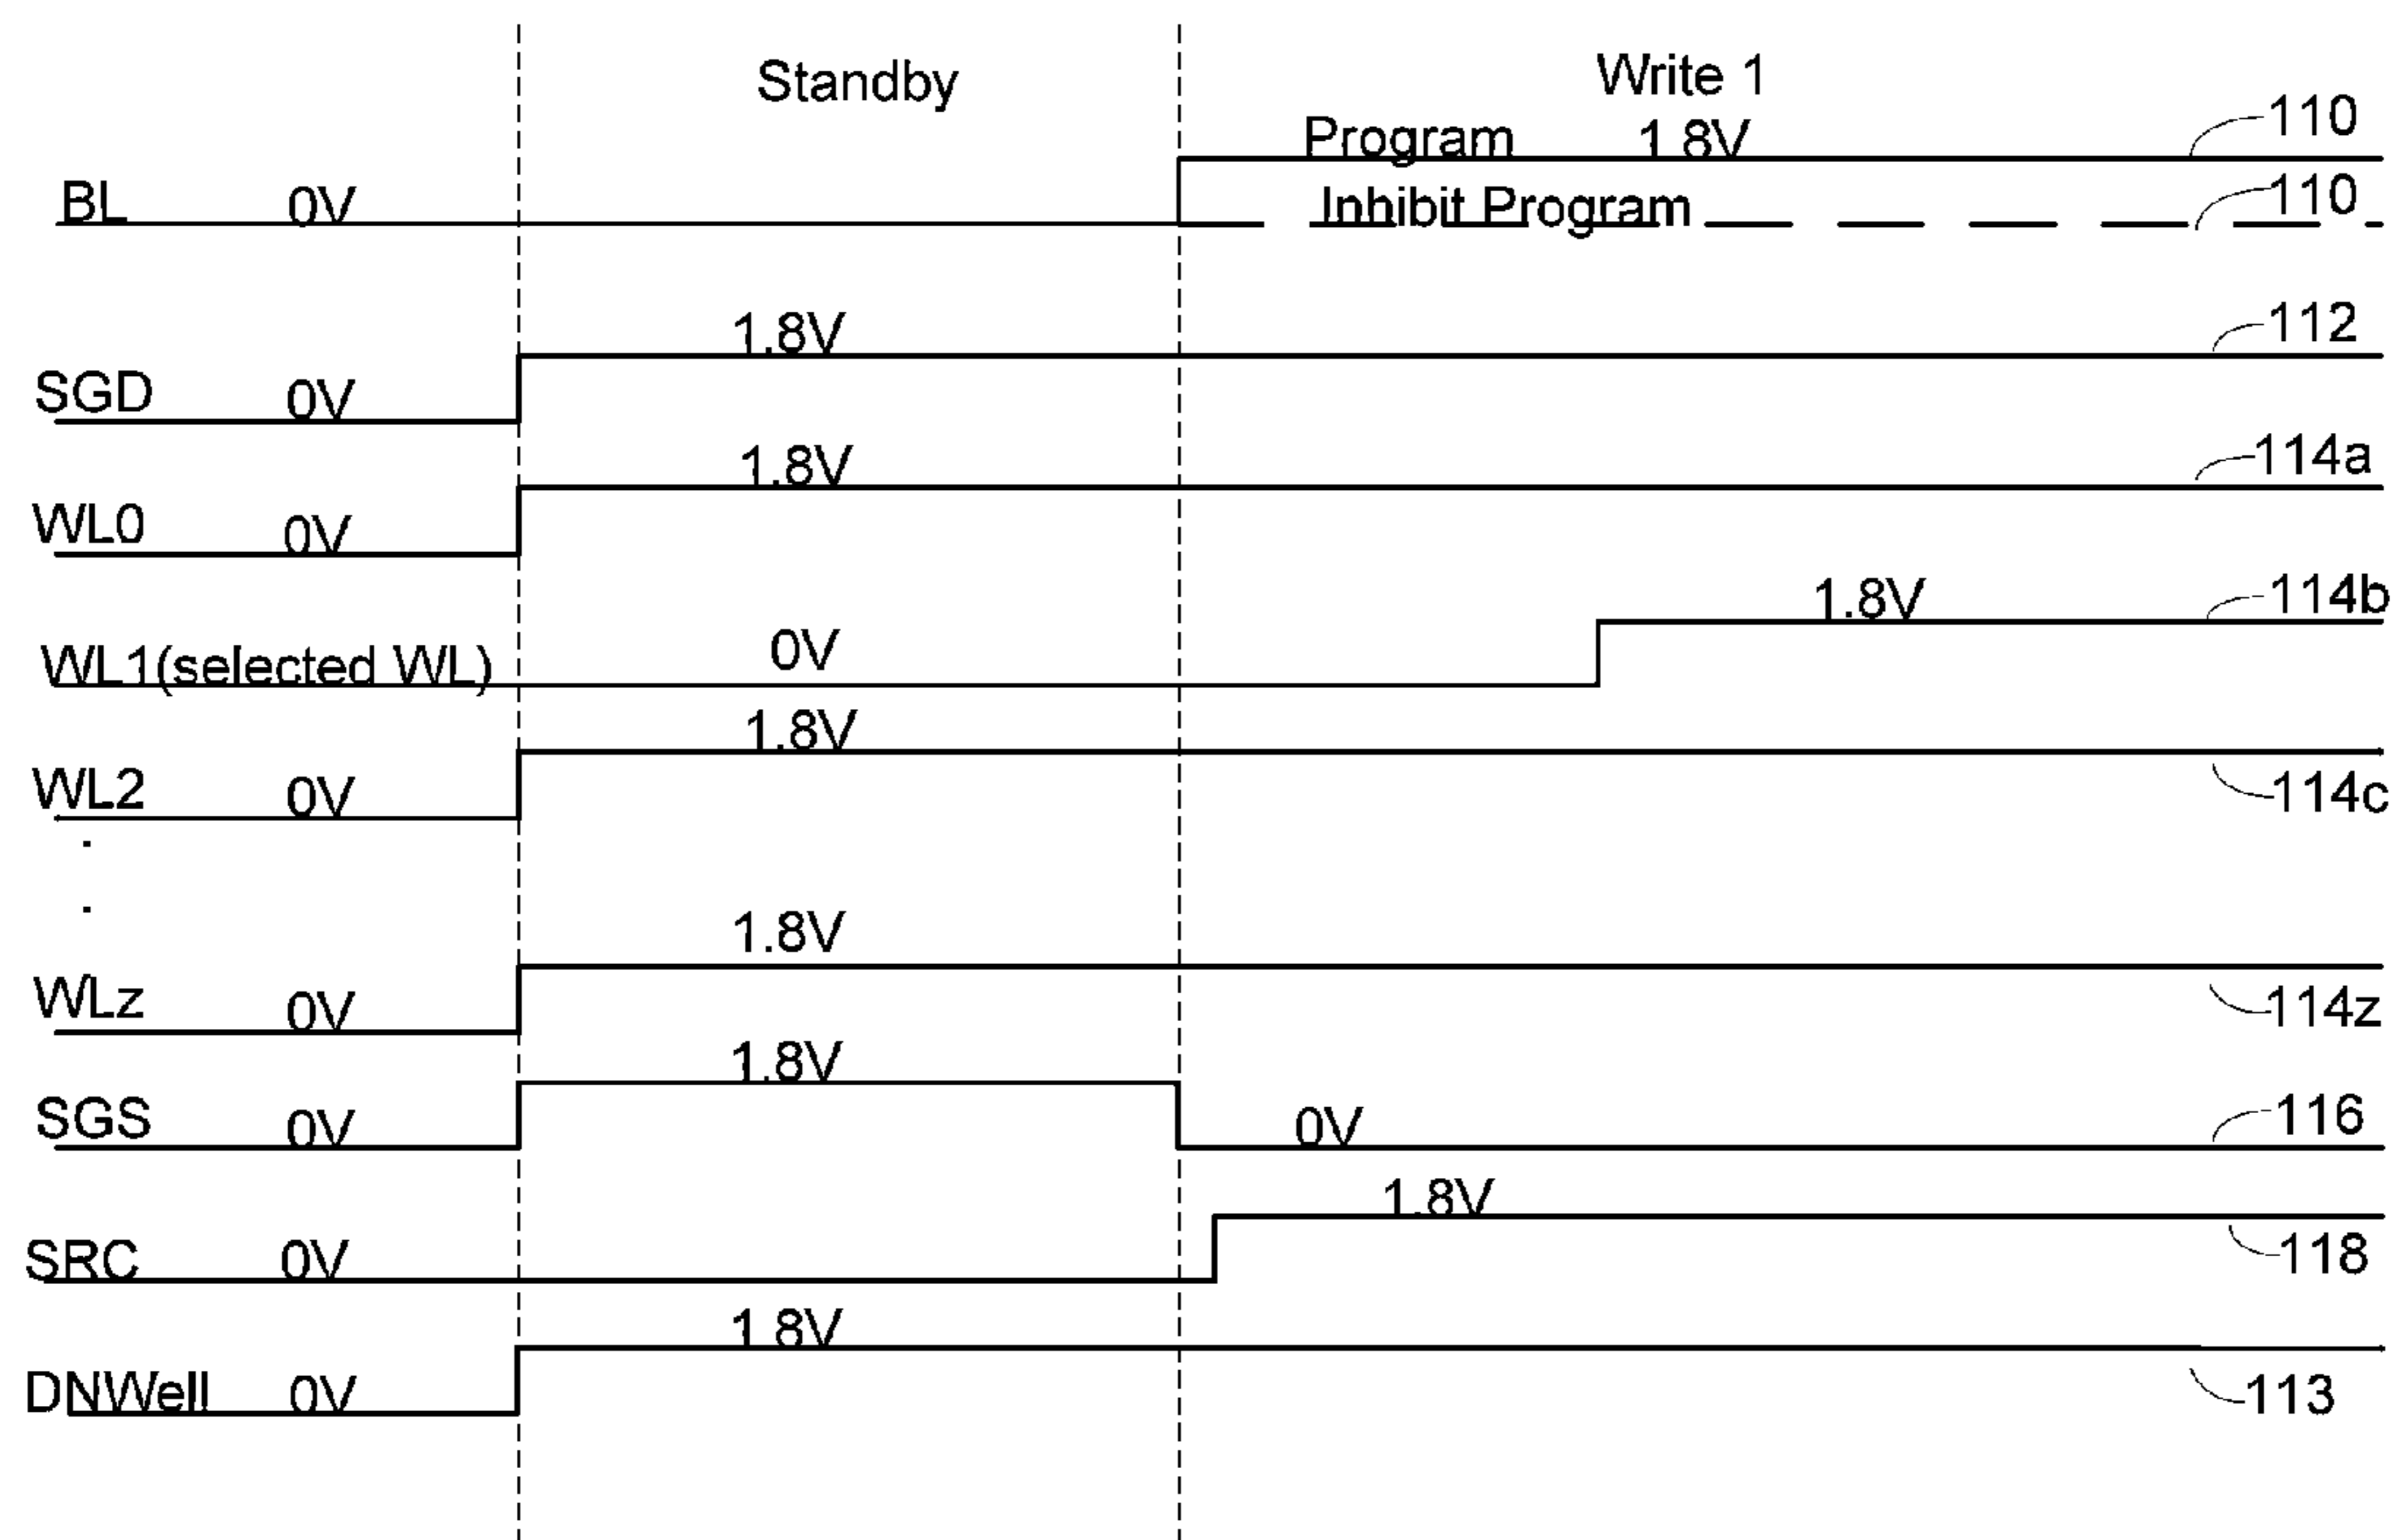 Standby
Write 1
Program 1.8V
110
BL 0V
Inhibit Program
110
1.8V
112
SGD 0V
1.8V
114a
WL0 0V
1.8V
114b
WL1(selected WL) 0V
1.8V
WL2 0V
114c
.
.
1.8V
WLz 0V
114z
1.8V
SGS 0V
0V
116
1.8V
SRC 0V
118
1.8V
DNWell 0V
113